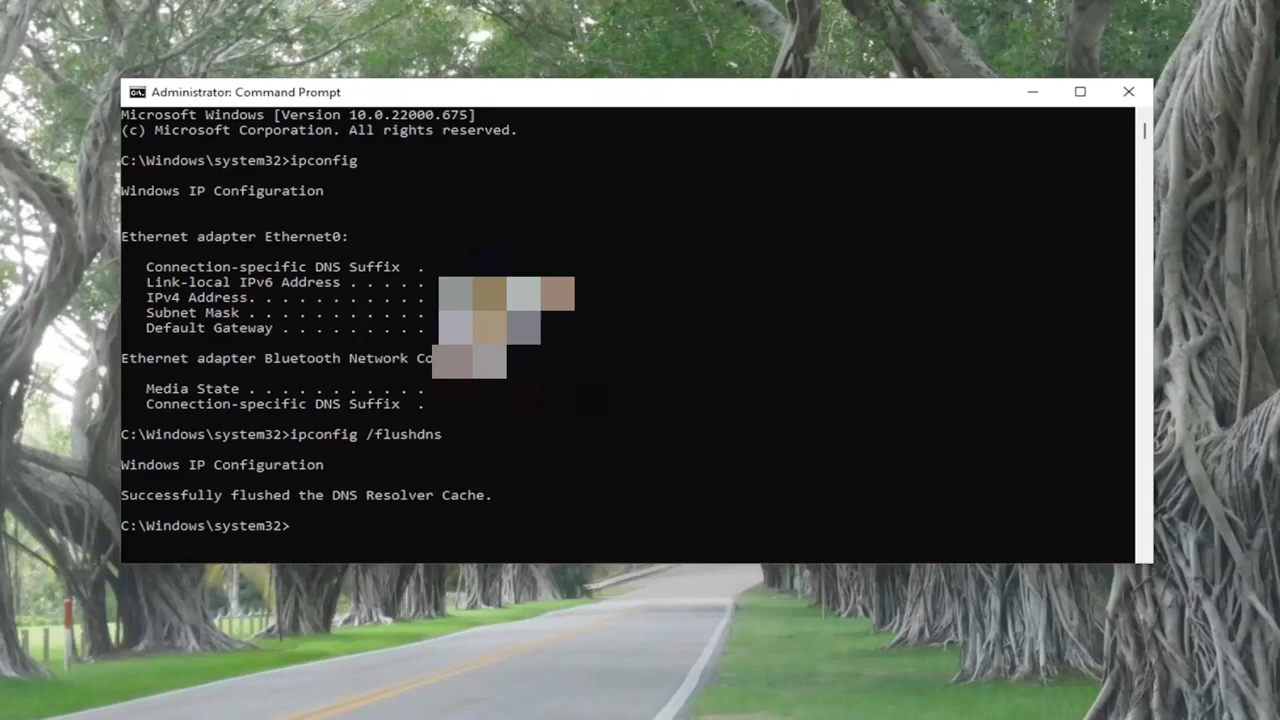 Administrator: Command Prompt
Microsoft Windows [Version 10.0.22000.675]
(c) Microsoft Corporation. All rights reserved.
C:\Windows\system32>ipconfig
Windows IP Configuration
Ethernet adapter Ethernet0:
Connection-specific DNS Suffix  .
Link-local IPv6 Address . . . . .
IPv4 Address. . . . . . . . . . .
Subnet Mask . . . . . . . . . . .
Default Gateway . . . . . . . . .
Ethernet adapter Bluetooth Network Co
Media State . . . . . . . . . . .
Connection-specific DNS Suffix  .
C:\Windows\system32>ipconfig /flushdns
Windows IP Configuration
Successfully flushed the DNS Resolver Cache.
C:\Windows\system32>